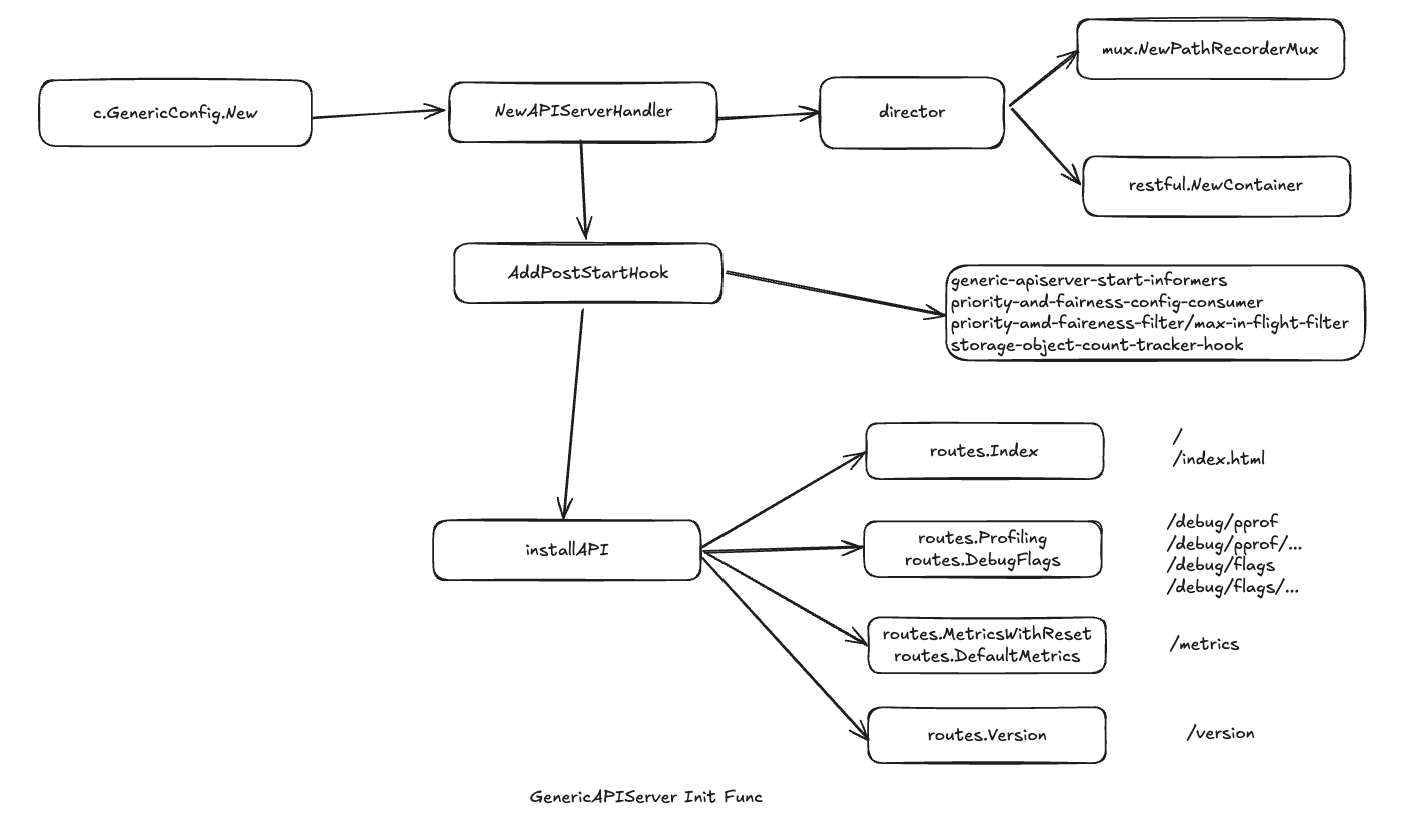 mux.NewPathRecorderMux
c.GenericConfig.New
NewAPIServerHandler
director
restful.NewContainer
AddPostStartHook
generic-apiserver-start-informers
priority-and-fairness-config-consumer
priority-amd-faireness-filter/max-in-flight-filter
storage-object-count-tracker-hook
routes.Index
/
/index.html
installAPI
routes.Profiling
routes.DebugFlags
/debug/pprof
/debug/pprof/...
/debug/flags
/debug/flags/...
routes.MetricsWithReset
routes.DefaultMetrics
/metrics
routes.Version
/version
GenericAPIServer Init Func